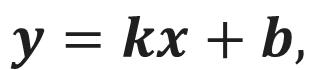 y = kx + b,